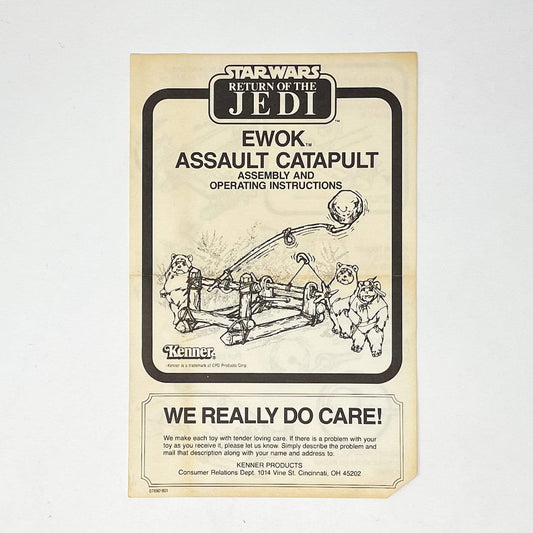 STAR WARS
RETURN OF THE
JEDI
TM
EWOK TM
ASSAULT CATAPULT
ASSEMBLY AND
OPERATING INSTRUCTIONS
Kenner®
Kenner is a trademark of CPG Products Corp.
WE REALLY DO CARE!
We make each toy with tender loving care. If there is a problem with your
toy as you receive it, please let us know. Simply describe the problem and
mail that description along with your name and address to:
KENNER PRODUCTS
Consumer Relations Dept. 1014 Vine St. Cincinnati, OH 45202